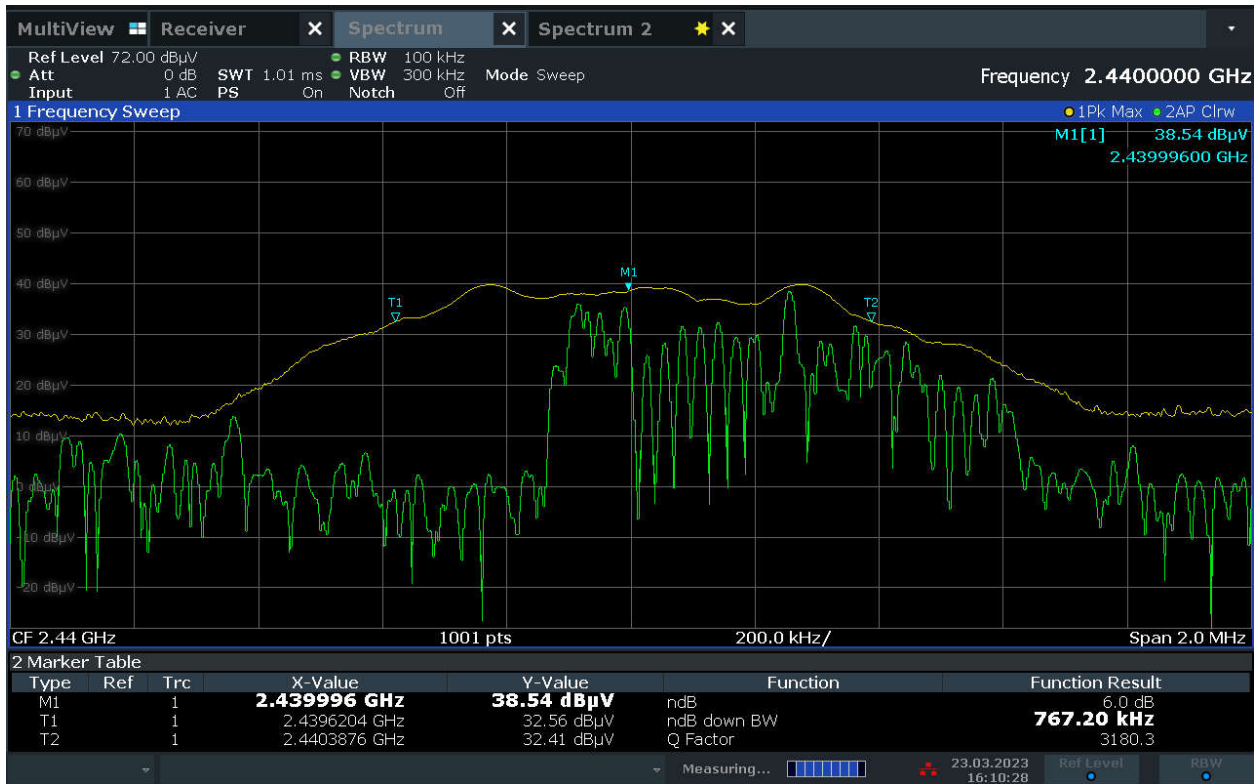 MultiView Receiver X Spectrum X Spectrum 2 X
Ref Level 72.00 dBµV RBW 100 kHz
Att 0 dB SWT 1.01 ms VBW 300 kHz Mode Sweep Frequency 2.4400000 GHz
Input 1 AC PS On Notch Off
1 Frequency Sweep 1Pk Max 2AP Clrw
70 dBµV M1[1] 38.54 dBµV
2.43999600 GHz
60 dBµV
50 dBµV
M1
40 dBµV
T1 T2
30 dBµV
20 dBµV
10 dBµV
0 dBµV
-10 dBµV
-20 dBµV
CF 2.44 GHz 1001 pts 200.0 kHz/ Span 2.0 MHz
2 Marker Table
Type Ref Trc X-Value Y-Value Function Function Result
M1 1 2.439996 GHz 38.54 dBµV ndB 6.0 dB
T1 1 2.4396204 GHz 32.56 dBµV ndB down BW 767.20 kHz
T2 1 2.4403876 GHz 32.41 dBµV Q Factor 3180.3
Measuring... 23.03.2023 Ref Level RBW
16:10:28